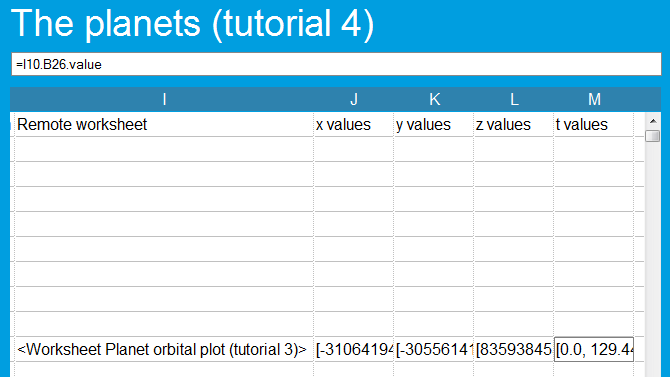 The planets (tutorial 4)
=I10.B26.value
I J K L M
Remote worksheet x values y values z values t values
<Worksheet Planet orbital plot (tutorial 3)> [-31064194 [-30556141 [83593845 [0.0, 129.44